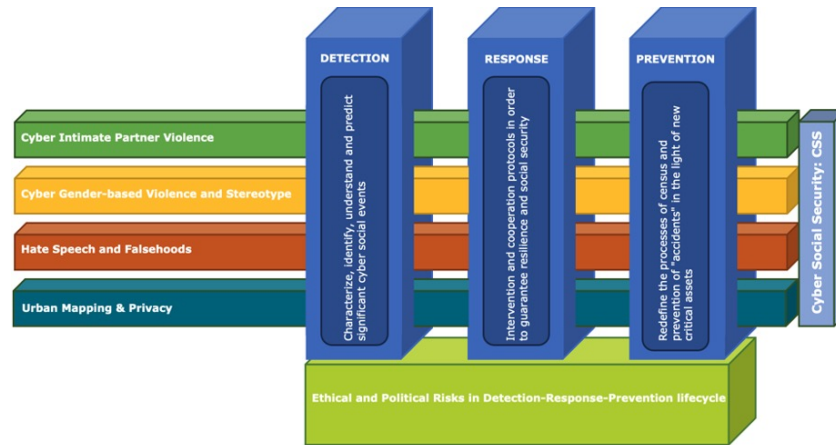 DETECTION
RESPONSE
PREVENTION
Characterize, identify, understand and predict
significant cyber social events
Intervention and cooperation protocols in order
to guarantee resilience and social security
Redefine the processes of census and
prevention of "accidents" in the light of new
critical assets
Cyber Intimate Partner Violence
Cyber Gender-based Violence and Stereotype
Hate Speech and Falsehoods
Urban Mapping & Privacy
Cyber Social Security: CSS
Ethical and Political Risks in Detection-Response-Prevention lifecycle